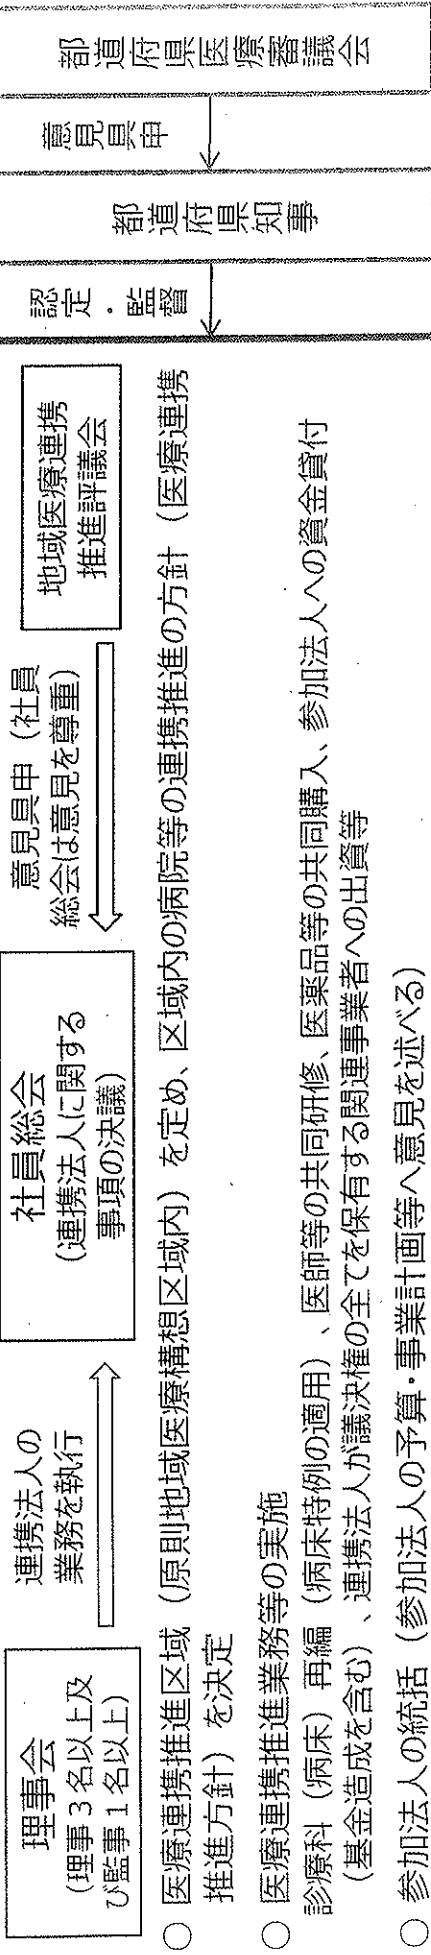 理事会
(理事3名以上及
び監事1名以上)
連携法人の
業務を執行
社員総会
(連携法人に関する
事項の決議)
意見具申（社員
総会は意見を尊重）
地域医療連携
推進評議会
認定・監督
都道府県知事
意見具申
都道府県医療審議会
○ 医療連携推進区域（原則地域医療構想区域内）を定め、区域内の病院等の連携推進の方針（医療連携
推進方針）を決定
○ 医療連携推進業務等の実施
診療科（病床）再編（病床特例の適用）、医師等の共同研修、医薬品等の共同購入、参加法人への資金貸付
（基金造成を含む）、連携法人が議決権の全てを保有する関連事業者への出資等
○ 参加法人の統括（参加法人の予算・事業計画等へ意見を述べる）